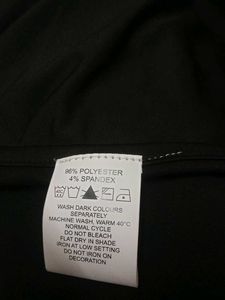 96% POLYESTER
4% SPANDEX
WASH DARK COLOURS
SEPARATELY
MACHINE WASH, WARM 40°C
NORMAL CYCLE
DO NOT BLEACH
FLAT DRY IN SHADE
IRON AT LOW SETTING
DO NOT IRON ON
DECORATION